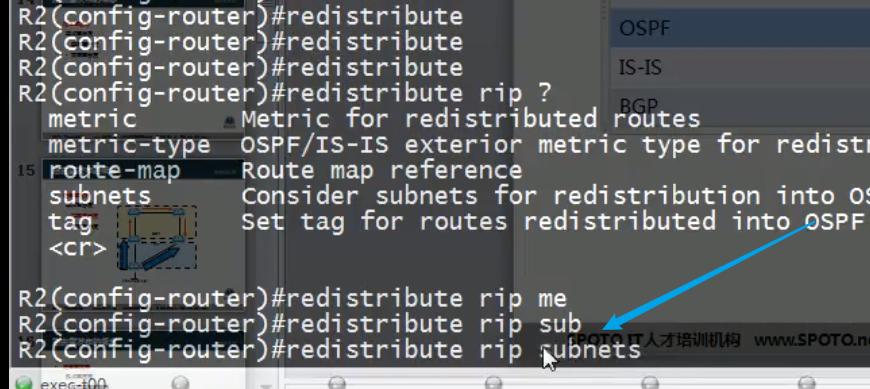 R2(config-router)#redistribute
R2(config-router)#redistribute
R2(config-router)#redistribute
R2(config-router)#redistribute rip ?
metric Metric for redistributed routes
metric-type OSPF/IS-IS exterior metric type for redistr
route-map Route map reference
subnets Consider subnets for redistribution into OS
tag Set tag for routes redistributed into OSPF
<cr>
R2(config-router)#redistribute rip me
R2(config-router)#redistribute rip sub
R2(config-router)#redistribute rip subnets
OSPF
IS-IS
BGP
15
SPOTO IT人才培训机构 www.SPOTO.ne
exec-t00